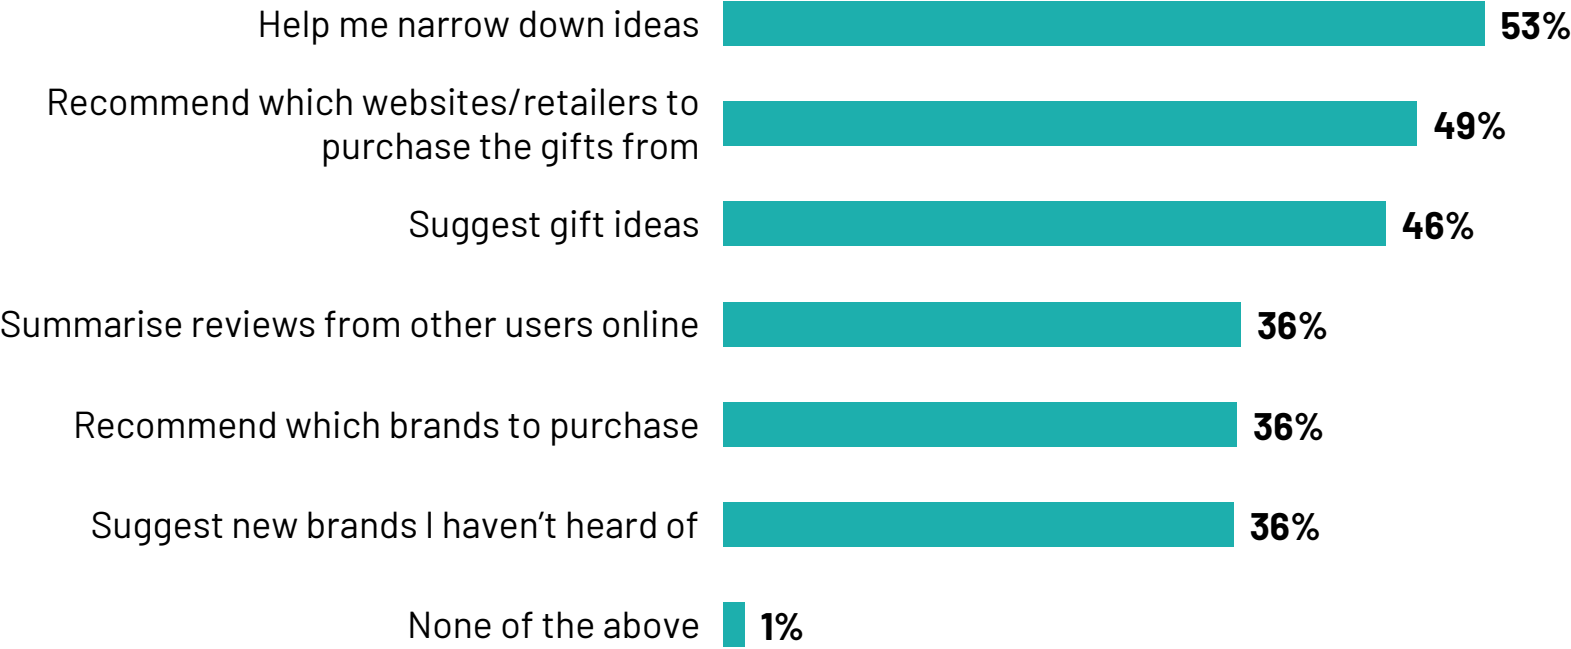 Help me narrow down ideas 53%
Recommend which websites/retailers to
purchase the gifts from 49%
Suggest gift ideas 46%
Summarise reviews from other users online 36%
Recommend which brands to purchase 36%
Suggest new brands I haven’t heard of 36%
None of the above 1%